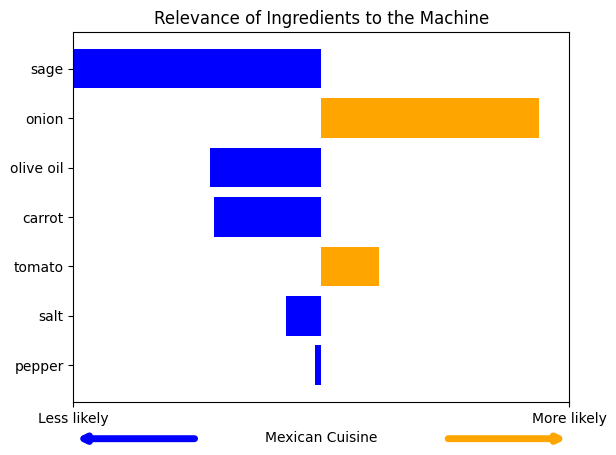 Relevance of Ingredients to the Machine
sage
onion
olive oil
carrot
tomato
salt
pepper
Less likely
More likely
Mexican Cuisine